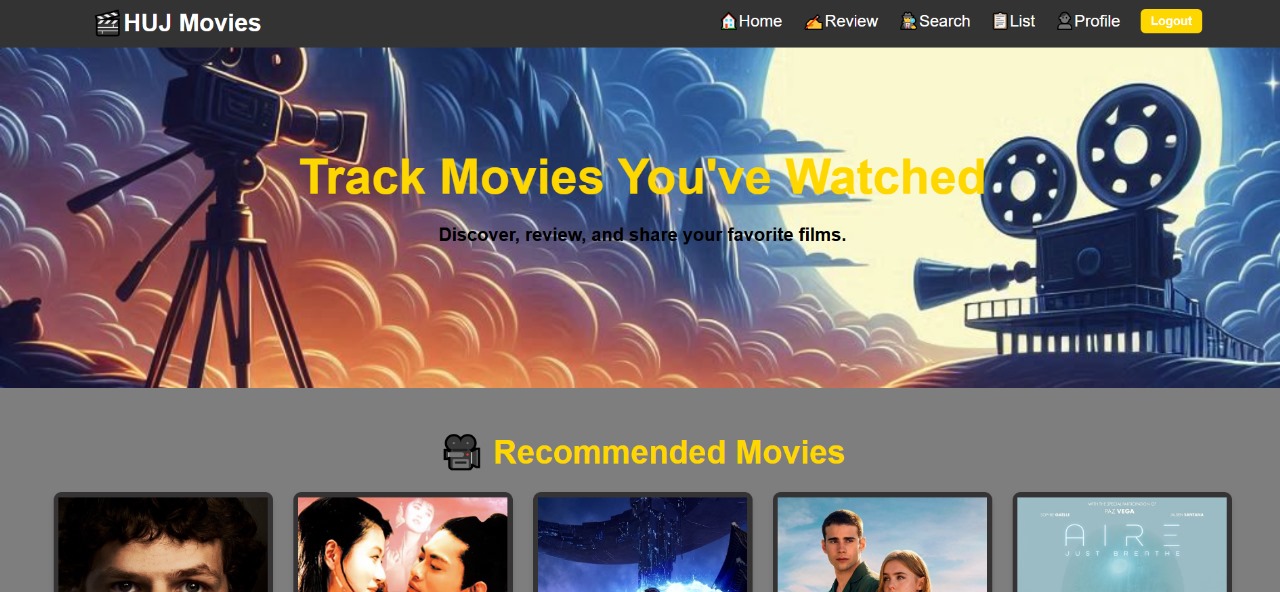 HUJ Movies
Home Review Search List Profile Logout
Track Movies You've Watched
Discover, review, and share your favorite films.
Recommended Movies
PAZ VEGA
AIRE
JUST BREATHE